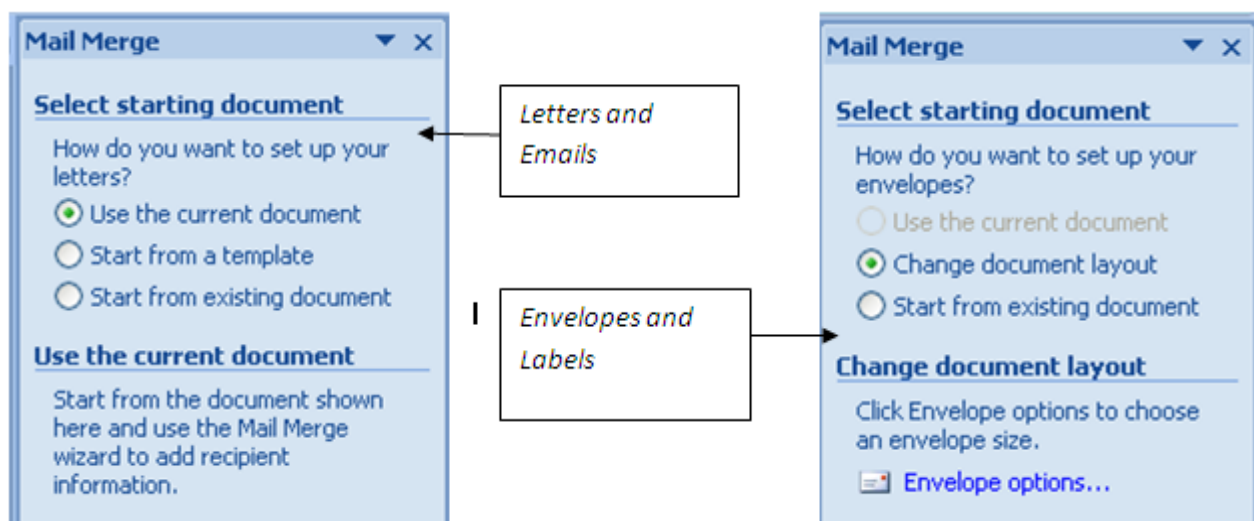 Mail Merge
Select starting document
How do you want to set up your
letters?
Use the current document
Start from a template
Start from existing document
Use the current document
Start from the document shown
here and use the Mail Merge
wizard to add recipient
information.
Letters and
Emails
I
Envelopes and
Labels
Mail Merge
Select starting document
How do you want to set up your
envelopes?
Use the current document
Change document layout
Start from existing document
Change document layout
Click Envelope options to choose
an envelope size.
Envelope options...